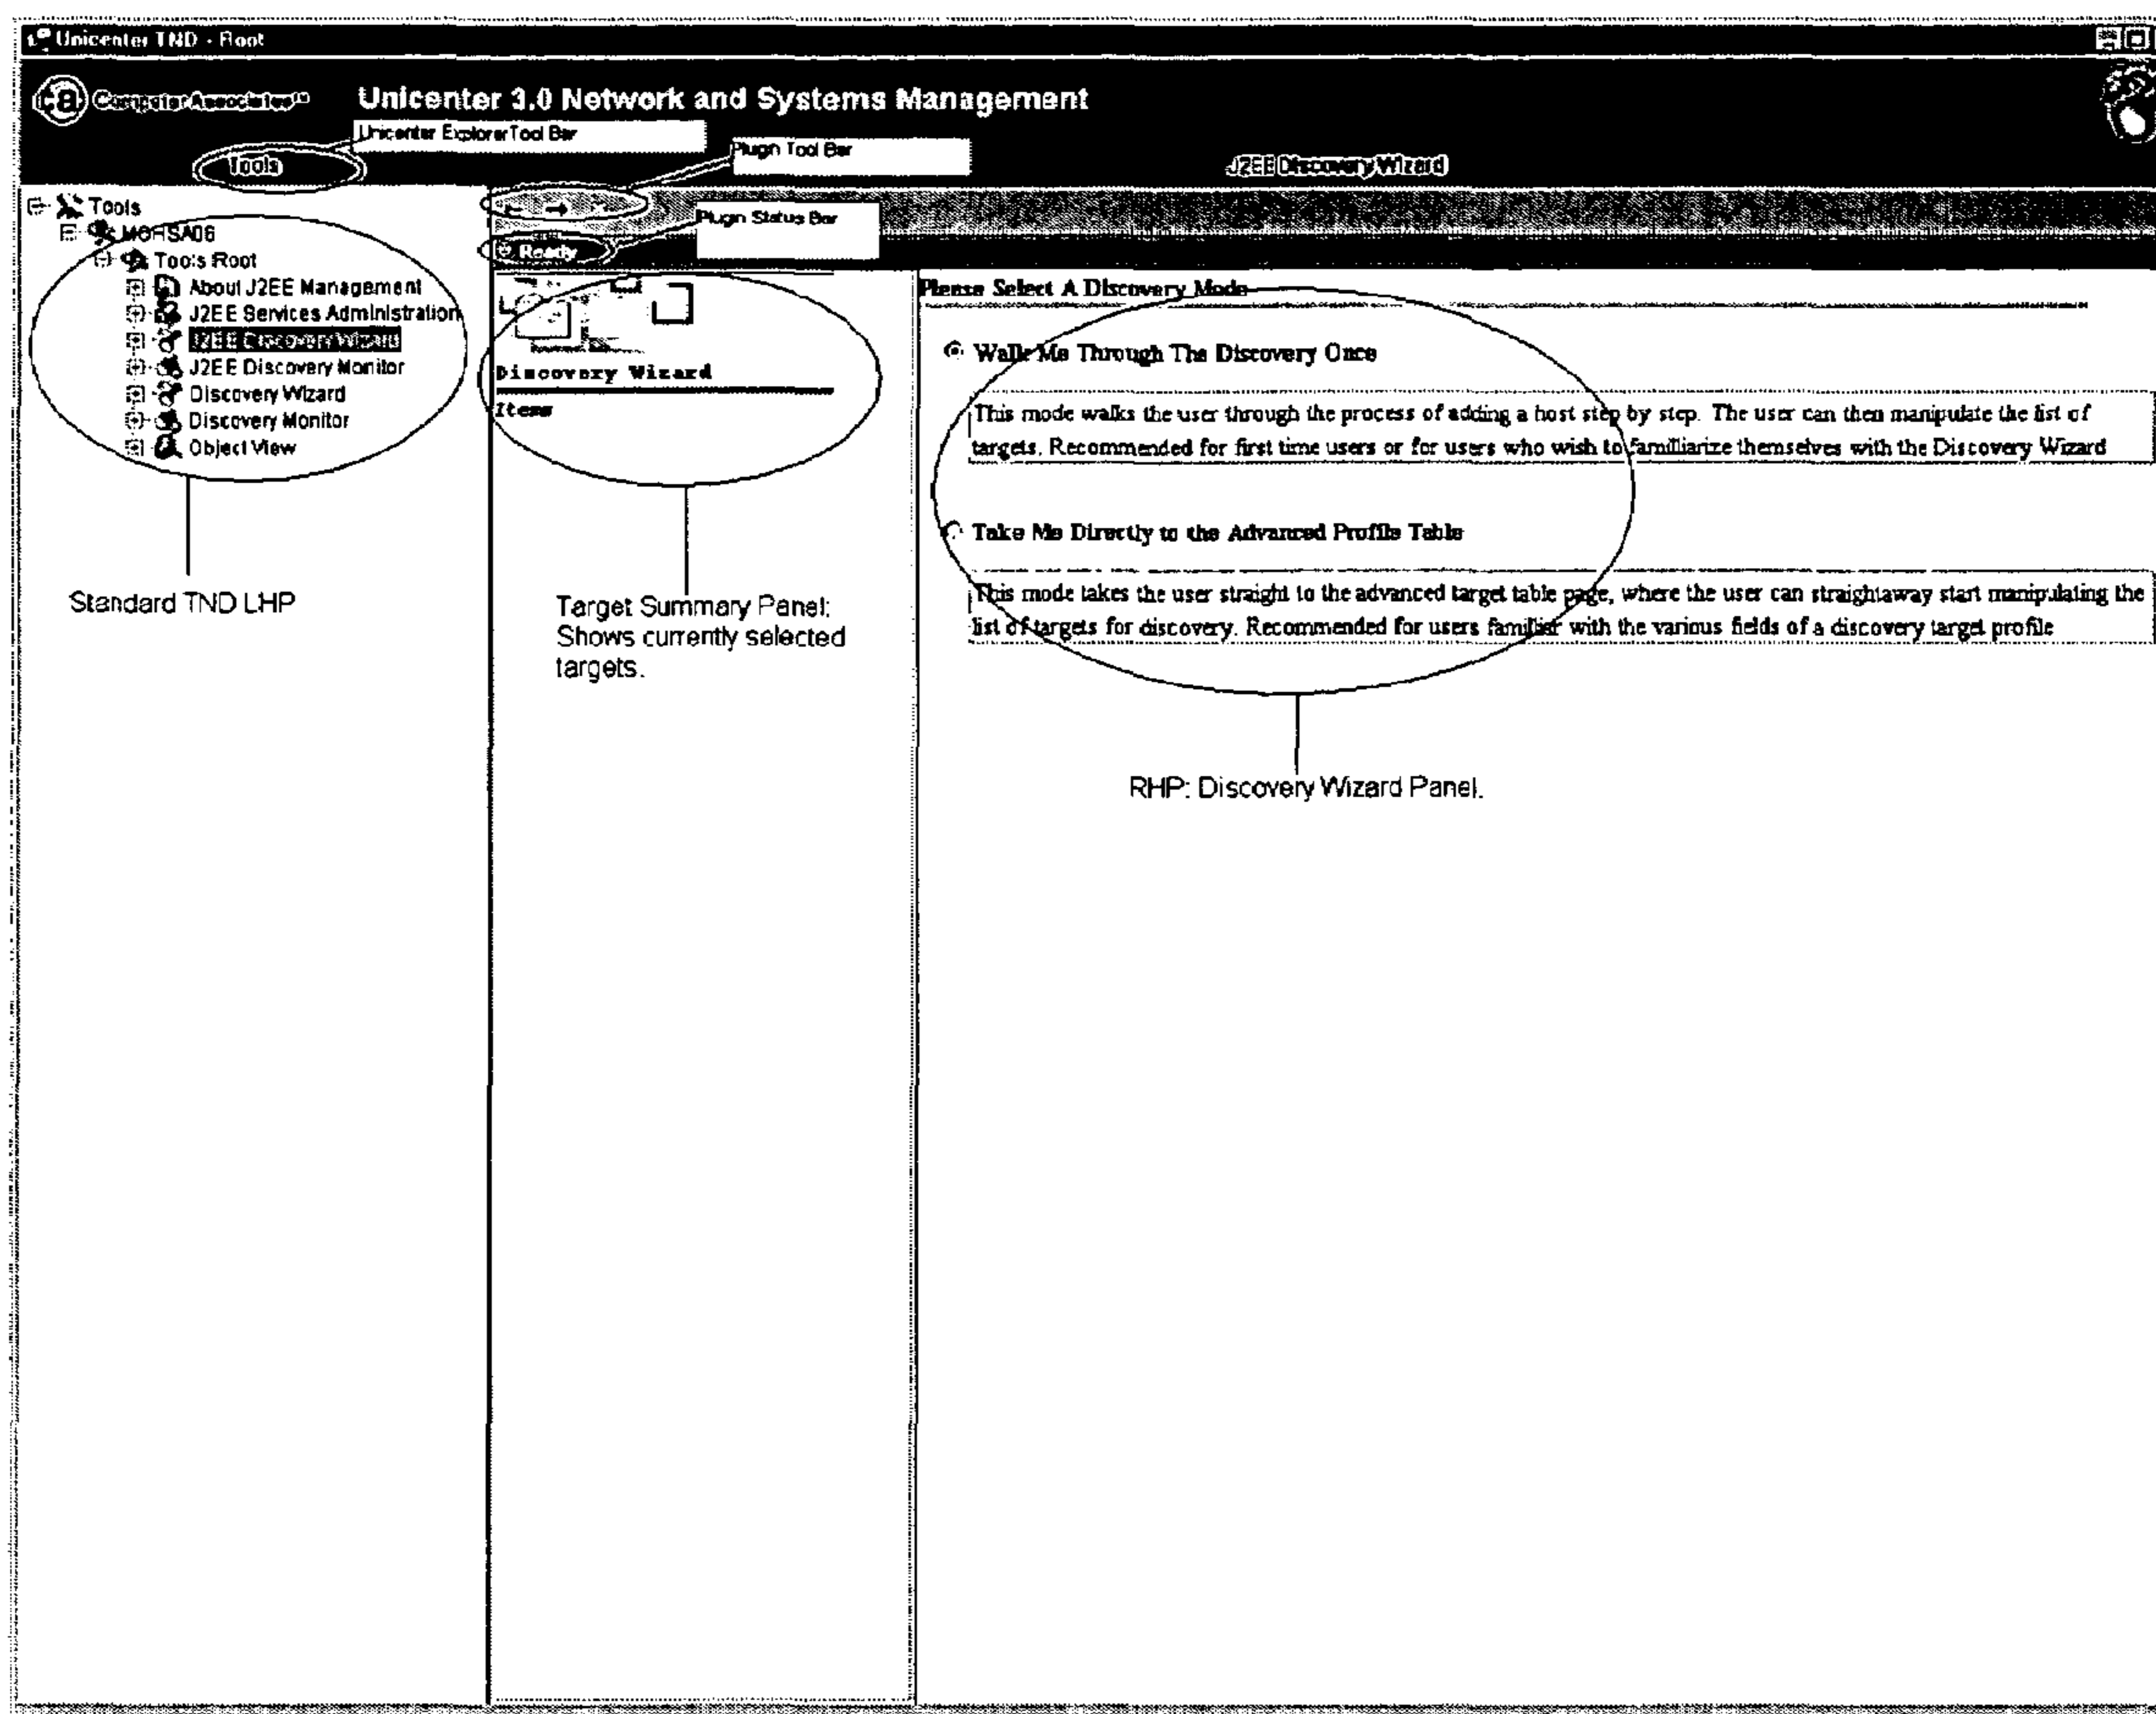 Unicenter TND - Root
ca Computer Associates™
Unicenter 3.0 Network and Systems Management
Unicenter Explorer Tool Bar
Plugin Tool Bar
Tools
J2EE Discovery Wizard
Plugin Status Bar
Ready
Tools
MOHSA06
Tools Root
About J2EE Management
J2EE Services Administration
J2EE Discovery Wizard
J2EE Discovery Monitor
Discovery Wizard
Discovery Monitor
Object View
Standard TND LHP
Discovery Wizard
Items
Target Summary Panel:
Shows currently selected
targets.
Please Select A Discovery Mode
Walk Me Through The Discovery Once
This mode walks the user through the process of adding a host step by step. The user can then manipulate the list of
targets. Recommended for first time users or for users who wish to familliarize themselves with the Discovery Wizard
Take Me Directly to the Advanced Profile Table
This mode takes the user straight to the advanced target table page, where the user can straightaway start manipulating the
list of targets for discovery. Recommended for users familiar with the various fields of a discovery target profile
RHP: Discovery Wizard Panel.